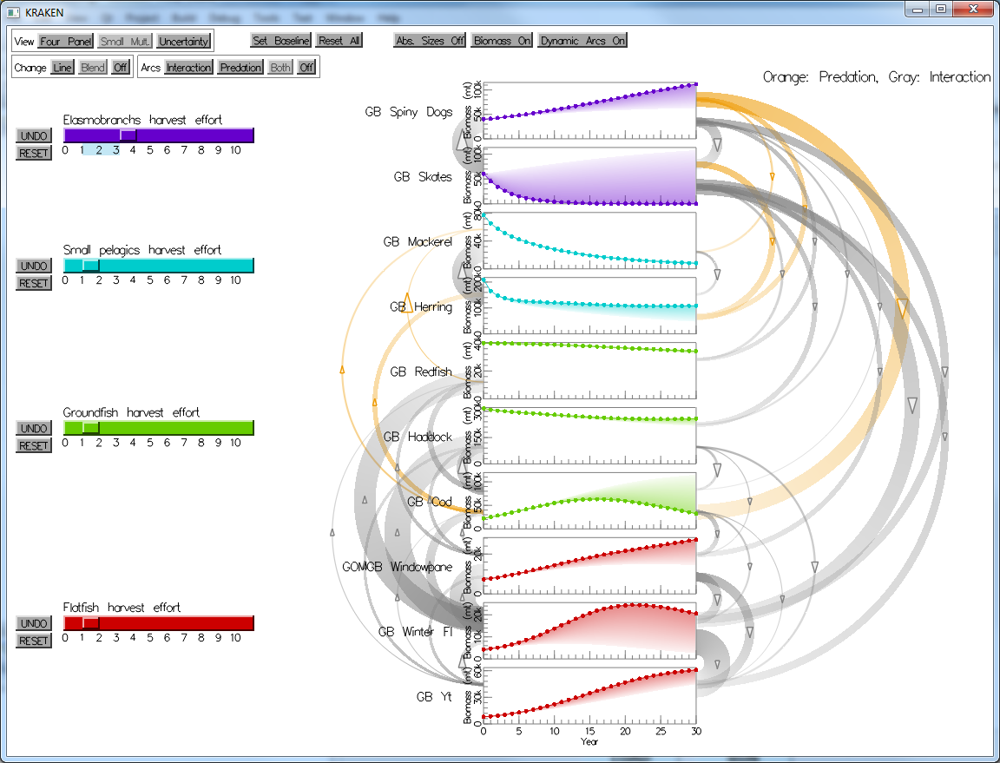 KRAKEN
View Four Panel Small Mult. Uncertainty Set Baseline Reset All Abs. Sizes Off Biomass On Dynamic Arcs On
Change Line Blend Off Arcs Interaction Predation Both Off
Orange: Predation, Gray: Interaction
Elasmobranchs harvest effort
UNDO
RESET
0 1 2 3 4 5 6 7 8 9 10
Small pelagics harvest effort
UNDO
RESET
0 1 2 3 4 5 6 7 8 9 10
Groundfish harvest effort
UNDO
RESET
0 1 2 3 4 5 6 7 8 9 10
Flatfish harvest effort
UNDO
RESET
0 1 2 3 4 5 6 7 8 9 10
GB Spiny Dogs
Biomass (mt)
0 50k 100k
GB Skates
Biomass (mt)
0 50k 100k
GB Mackerel
Biomass (mt)
0 40k 80k
GB Herring
Biomass (mt)
0 100k 200k
GB Redfish
Biomass (mt)
0 20k 40k
GB Haddock
Biomass (mt)
0 150k 300k
GB Cod
Biomass (mt)
0 50k 100k
GOMGB Windowpane
Biomass (mt)
0 20k
GB Winter Fl
Biomass (mt)
0 10k 20k
GB Yt
Biomass (mt)
0 30k 60k
0 5 10 15 20 25 30
Year